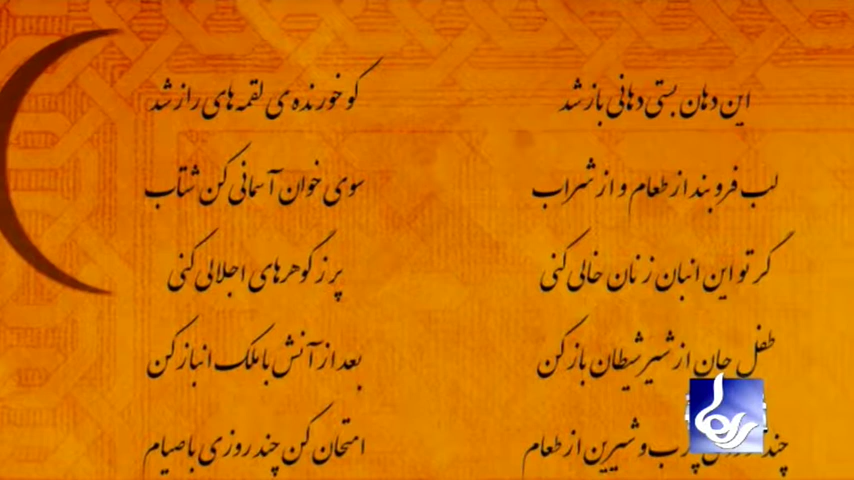 این دهان بستی دهانی باز شد
کو خورنده‌ی لقمه‌های راز شد
لب فروبند از طعام و از شراب
سوی خوان آسمانی کن شتاب
گر تو این انبان ز نان خالی کنی
پر ز گوهرهای اجلالی کنی
طفل جان از شیر شیطان باز کن
بعد از آنش با ملک انباز کن
چند چرب و شیرین از طعام
امتحان کن چند روزی با صیام